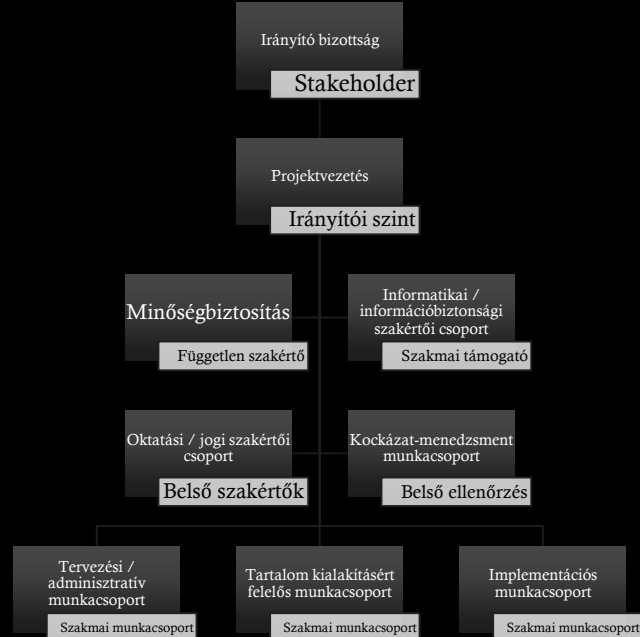 Irányító bizottság
Stakeholder
Projektvezetés
Irányítói szint
Minőségbiztosítás
Független szakértő
Informatikai /
információbiztonsági
szakértői csoport
Szakmai támogató
Oktatási / jogi szakértői
csoport
Belső szakértők
Kockázat-menedzsment
munkacsoport
Belső ellenőrzés
Tervezési /
adminisztratív
munkacsoport
Szakmai munkacsoport
Tartalom kialakításért
felelős munkacsoport
Szakmai munkacsoport
Implementációs
munkacsoport
Szakmai munkacsoport